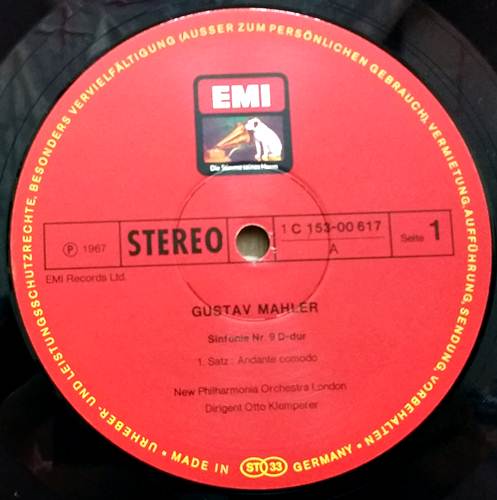 URHEBER- UND LEISTUNGSSCHUTZRECHTE, BESONDERS VERVIELFÄLTIGUNG (AUSSER ZUM PERSÖNLICHEN GEBRAUCH), VERMIETUNG, AUFFÜHRUNG, SENDUNG, VORBEHALTEN
EMI
Die Stimme seines Herrn
Ⓟ 1967 STEREO 1 C 153-00 617 A Seite 1
EMI Records Ltd.
GUSTAV MAHLER
Sinfonie Nr. 9 D-dur
1. Satz: Andante comodo
New Philharmonia Orchestra London
Dirigent Otto Klemperer
• MADE IN STO 33 GERMANY •